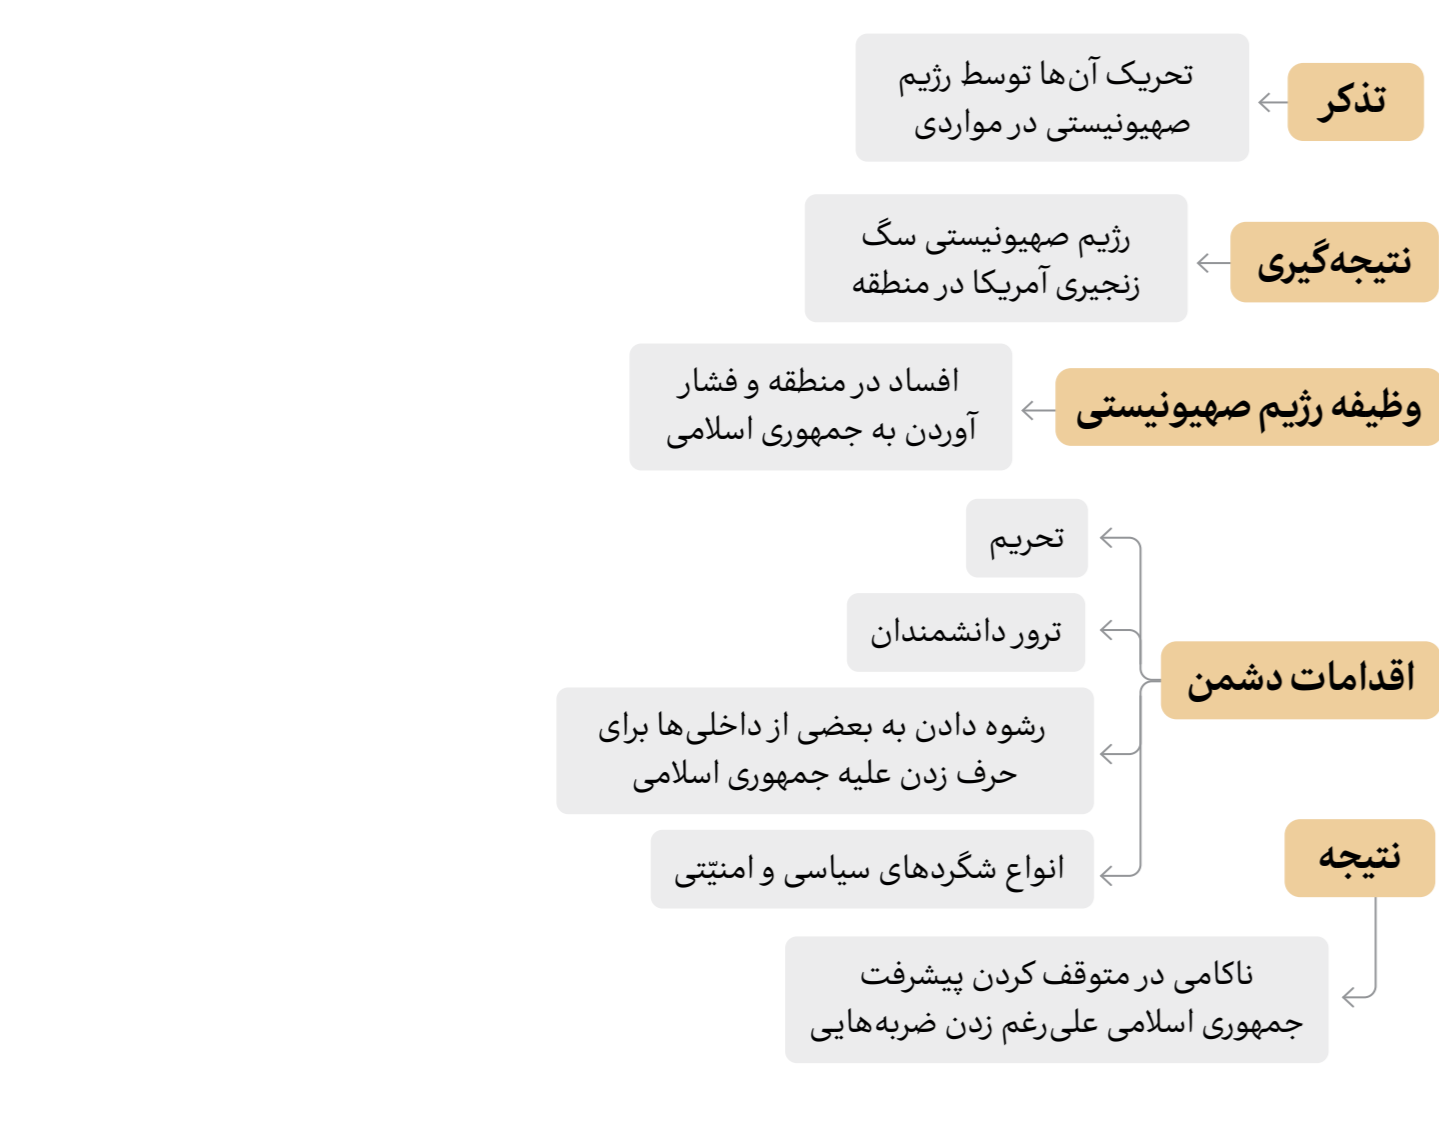 تذکر
تحریک آن‌ها توسط رژیم
صهیونیستی در مواردی
نتیجه‌گیری
رژیم صهیونیستی سگ
زنجیری آمریکا در منطقه
وظیفه رژیم صهیونیستی
افساد در منطقه و فشار
آوردن به جمهوری اسلامی
اقدامات دشمن
تحریم
ترور دانشمندان
رشوه دادن به بعضی از داخلی‌ها برای
حرف زدن علیه جمهوری اسلامی
انواع شگردهای سیاسی و امنیّتی
نتیجه
ناکامی در متوقف کردن پیشرفت
جمهوری اسلامی علی‌رغم زدن ضربه‌هایی